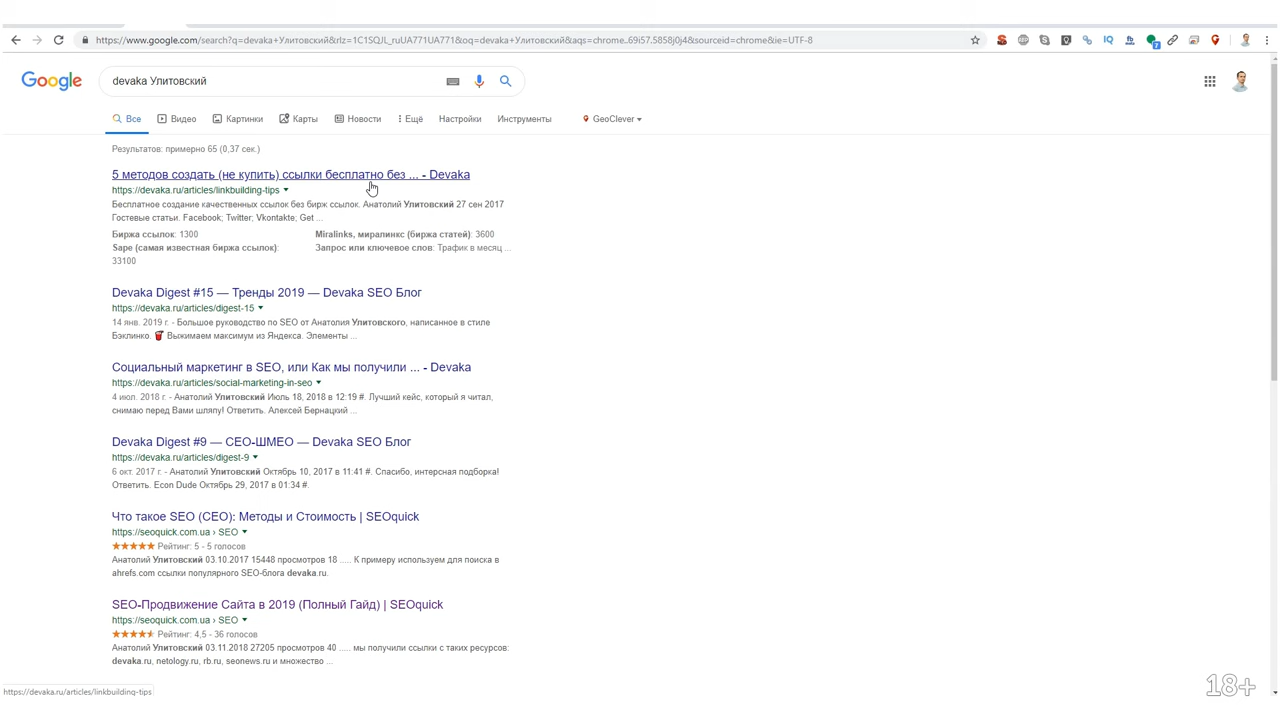 https://www.google.com/search?q=devaka+Улитовский&rlz=1C1SQJL_ruUA771UA771&oq=devaka+Улитовский&aqs=chrome..69i57.5858j0j4&sourceid=chrome&ie=UTF-8
Google
devaka Улитовский
Все Видео Картинки Карты Новости Ещё Настройки Инструменты GeoClever
Результатов: примерно 65 (0,37 сек.)
5 методов создать (не купить) ссылки бесплатно без ... - Devaka
https://devaka.ru/articles/linkbuilding-tips
Бесплатное создание качественных ссылок без бирж ссылок. Анатолий Улитовский 27 сен 2017
Гостевые статьи. Facebook; Twitter; Vkontakte; Get ...
Биржа ссылок: 1300 Miralinks, миралинкс (биржа статей): 3600
Sape (самая известная биржа ссылок): Запрос или ключевое слов: Трафик в месяц ...
33100
Devaka Digest #15 — Тренды 2019 — Devaka SEO Блог
https://devaka.ru/articles/digest-15
14 янв. 2019 г. - Большое руководство по SEO от Анатолия Улитовского, написанное в стиле
Бэклинко. Выжимаем максимум из Яндекса. Элементы ...
Социальный маркетинг в SEO, или Как мы получили ... - Devaka
https://devaka.ru/articles/social-marketing-in-seo
4 июл. 2018 г. - Анатолий Улитовский Июль 18, 2018 в 12:19 #. Лучший кейс, который я читал,
снимаю перед Вами шляпу! Ответить. Алексей Бернацкий ...
Devaka Digest #9 — СЕО-ШМЕО — Devaka SEO Блог
https://devaka.ru/articles/digest-9
6 окт. 2017 г. - Анатолий Улитовский Октябрь 10, 2017 в 11:41 #. Спасибо, интерсная подборка!
Ответить. Econ Dude Октябрь 29, 2017 в 01:34 #.
Что такое SEO (СЕО): Методы и Стоимость | SEOquick
https://seoquick.com.ua › SEO
Рейтинг: 5 - 5 голосов
Анатолий Улитовский 03.10.2017 15448 просмотров 18 ..... К примеру используем для поиска в
ahrefs.com ссылки популярного SEO-блога devaka.ru.
SEO-Продвижение Сайта в 2019 (Полный Гайд) | SEOquick
https://seoquick.com.ua › SEO
Рейтинг: 4,5 - 36 голосов
Анатолий Улитовский 03.11.2018 27205 просмотров 40 ..... мы получили ссылки с таких ресурсов:
devaka.ru, netology.ru, rb.ru, seonews.ru и множество ...
https://devaka.ru/articles/linkbuilding-tips
18+